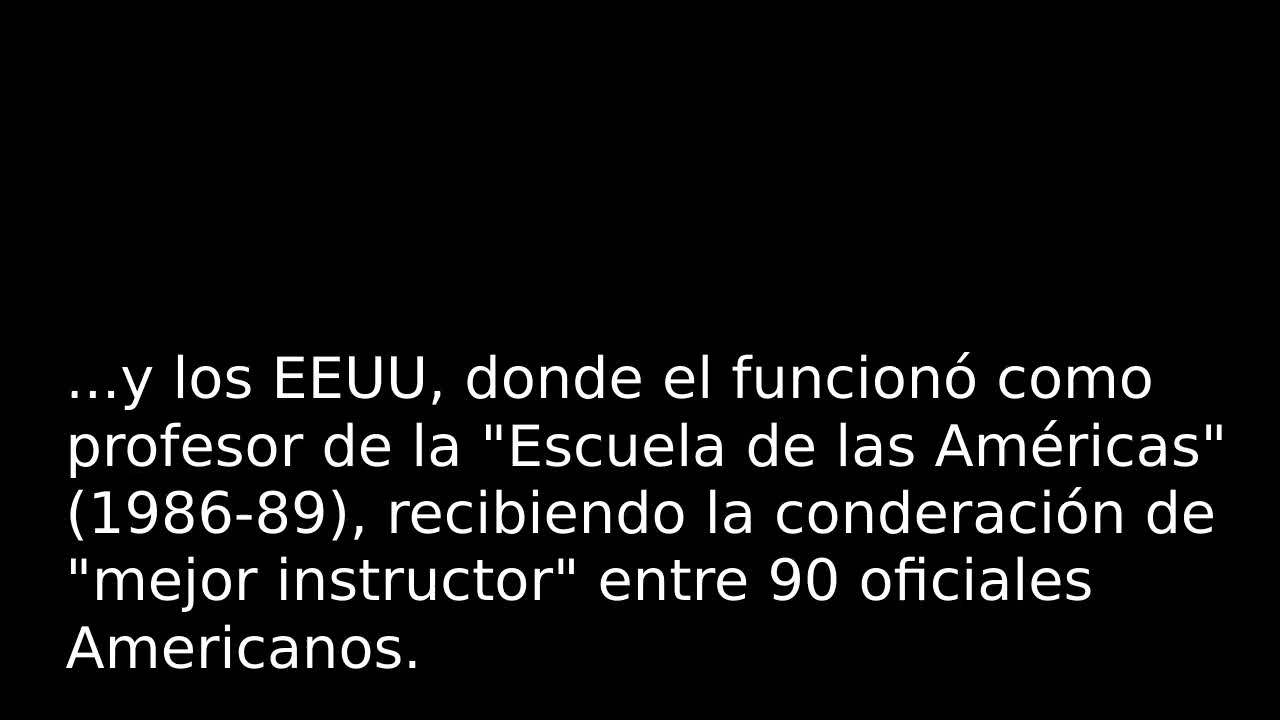 ...y los EEUU, donde el funcionó como
profesor de la "Escuela de las Américas"
(1986-89), recibiendo la conderación de
"mejor instructor" entre 90 oficiales
Americanos.